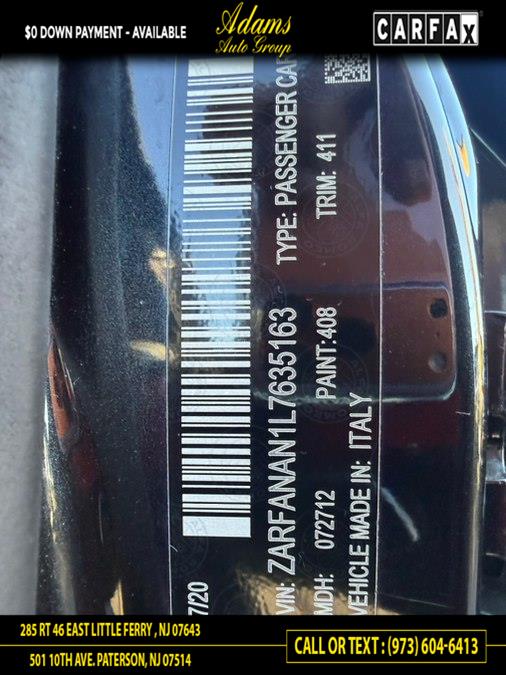 $0 DOWN PAYMENT - AVAILABLE
Adams
Auto Group
CARFAX
7/20
VIN: ZARFANAN1L7635163 TYPE: PASSENGER CAR
MDH: 072712 PAINT:408 TRIM: 411
VEHICLE MADE IN: ITALY
285 RT 46 EAST LITTLE FERRY , NJ 07643
501 10TH AVE. PATERSON, NJ 07514
CALL OR TEXT : (973) 604-6413